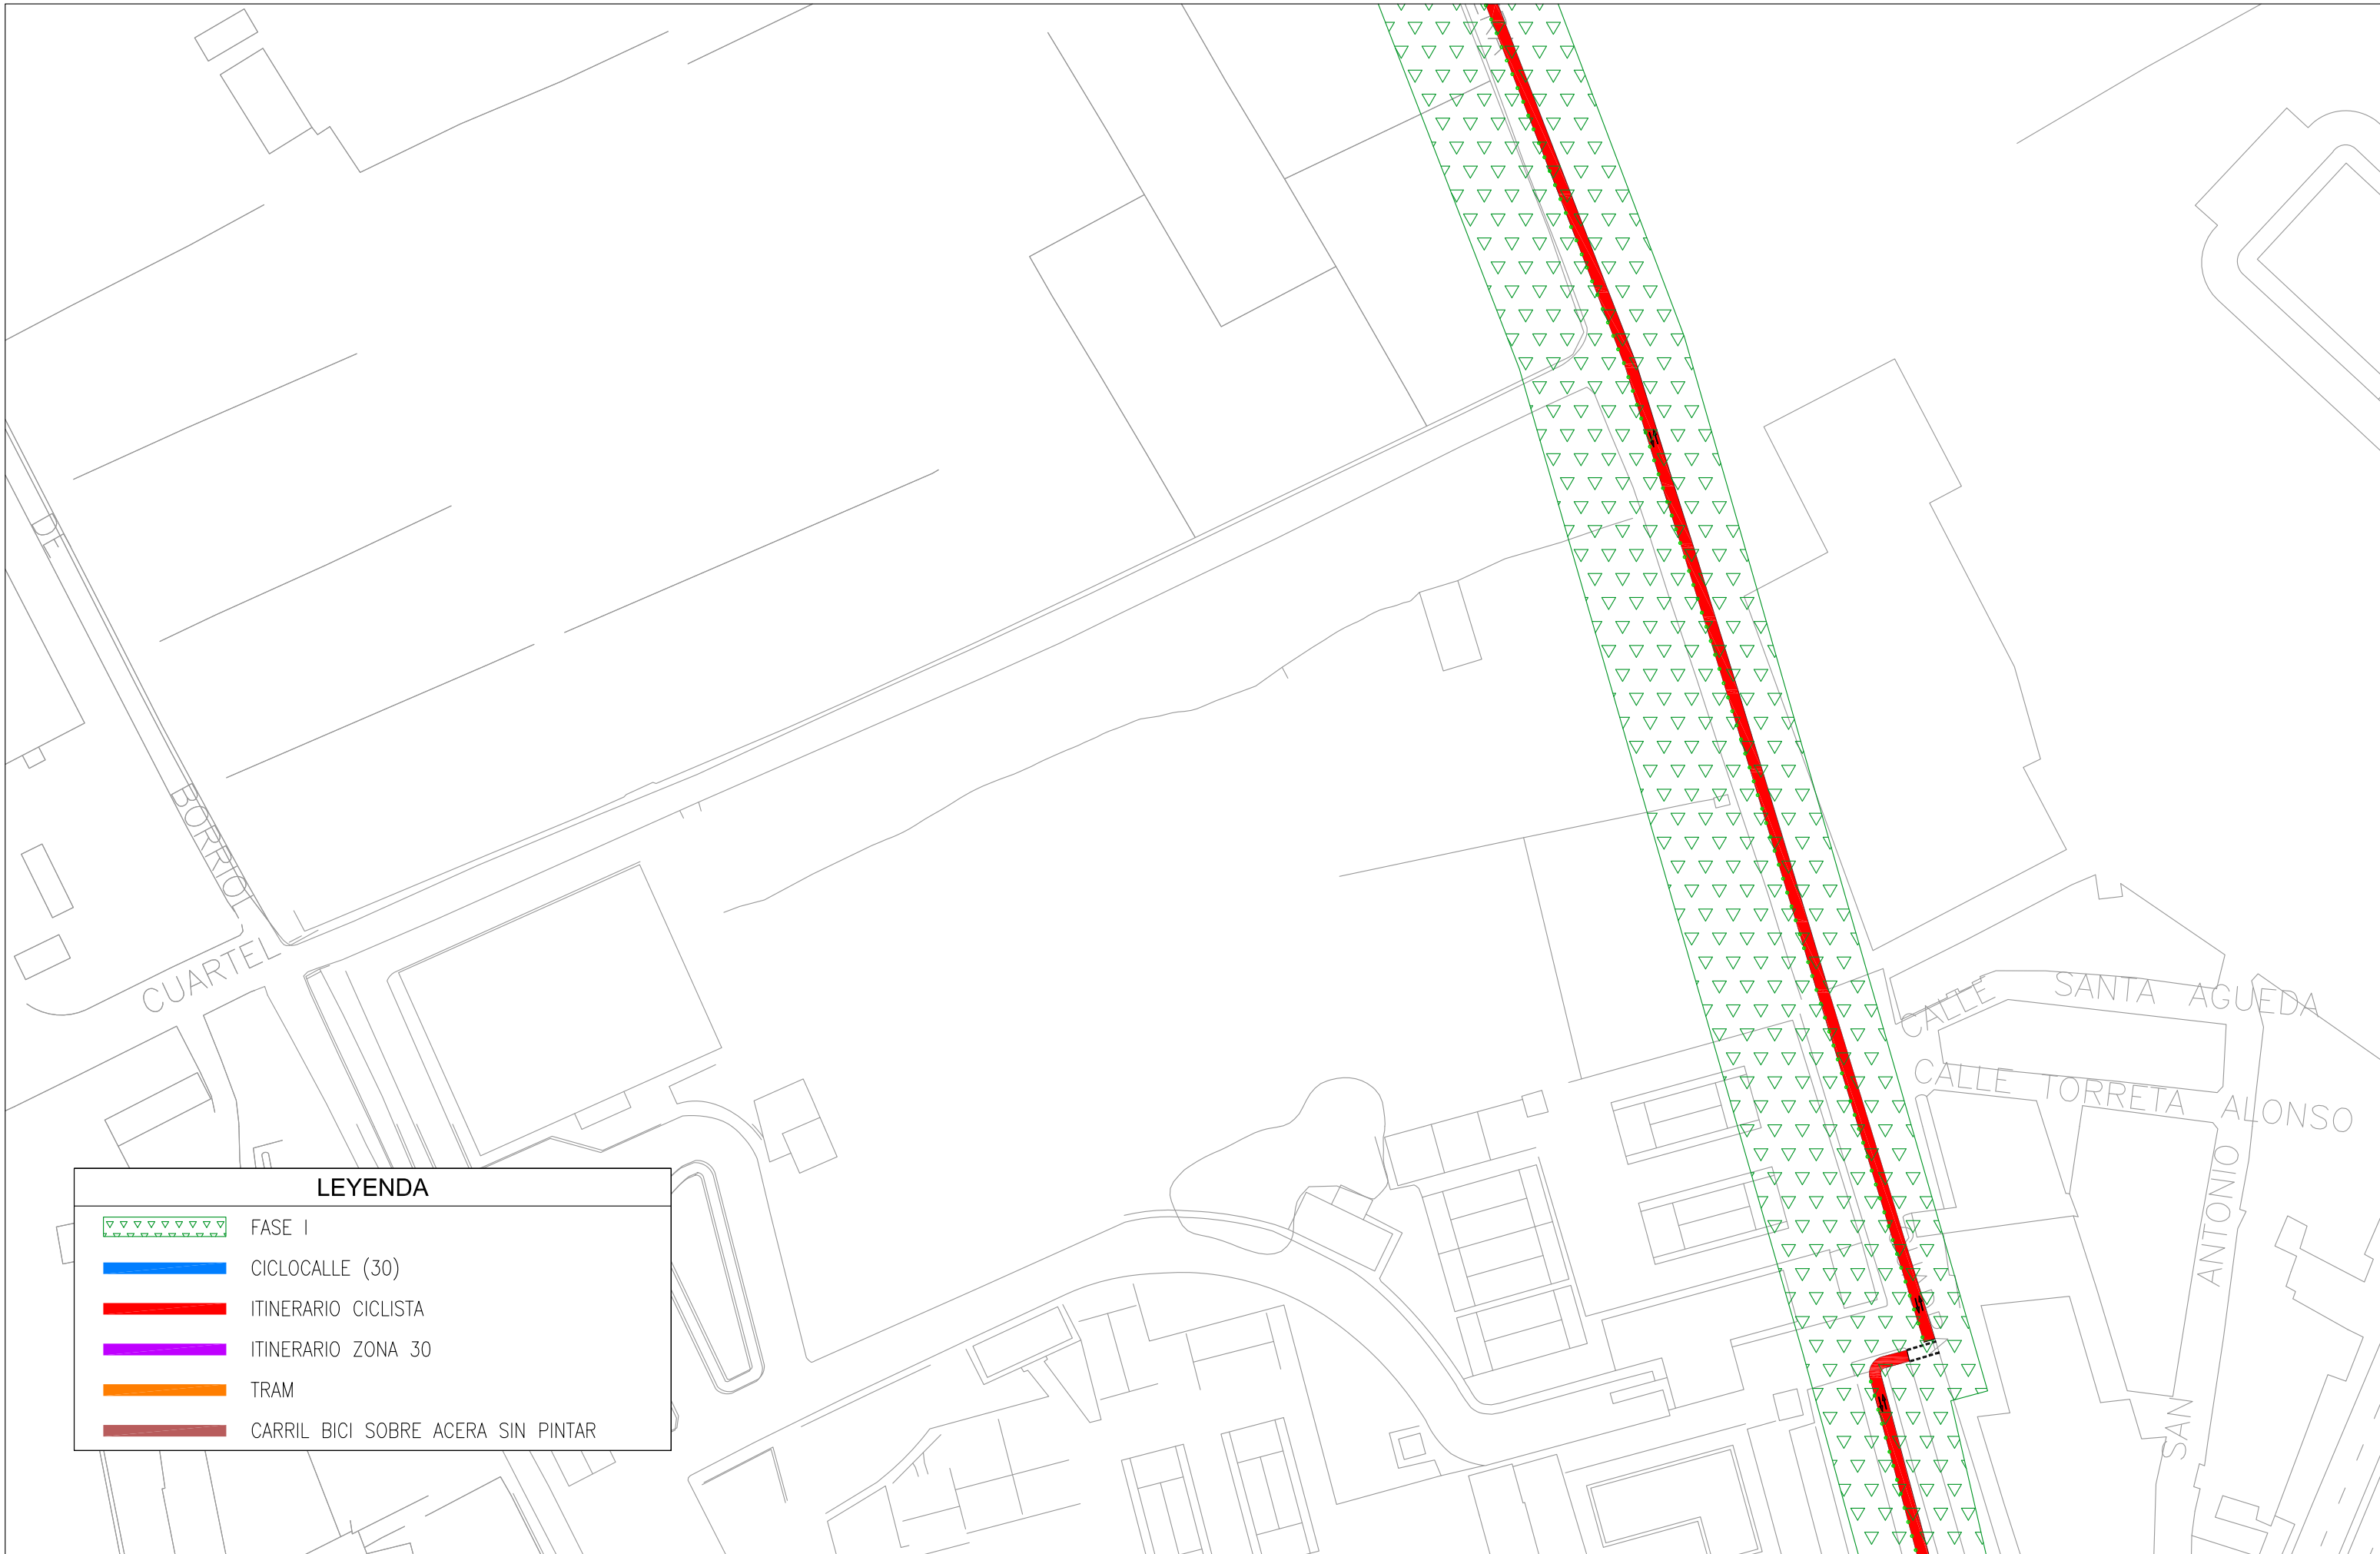 DE
BORRIOL
CUARTEL
CALLE SANTA AGUEDA
CALLE TORRETA ALONSO
SAN ANTONIO
LEYENDA
FASE I
CICLOCALLE (30)
ITINERARIO CICLISTA
ITINERARIO ZONA 30
TRAM
CARRIL BICI SOBRE ACERA SIN PINTAR